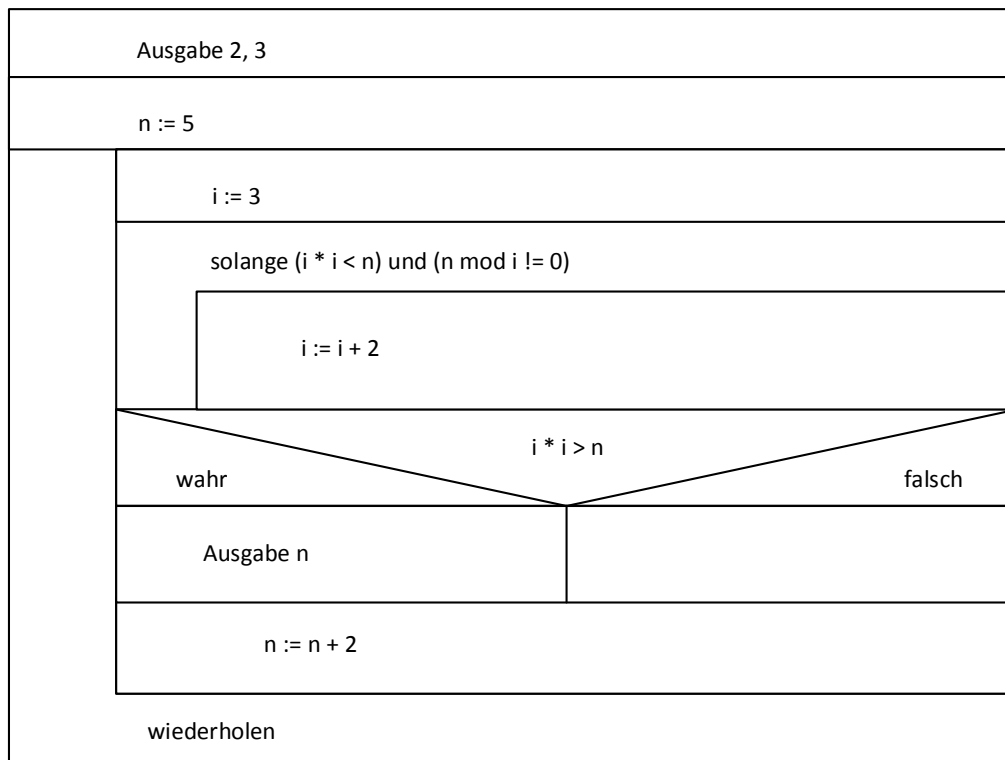 Ausgabe 2, 3
n := 5
i := 3
solange (i * i < n) und (n mod i != 0)
i := i + 2
i * i > n
wahr
falsch
Ausgabe n
n := n + 2
wiederholen